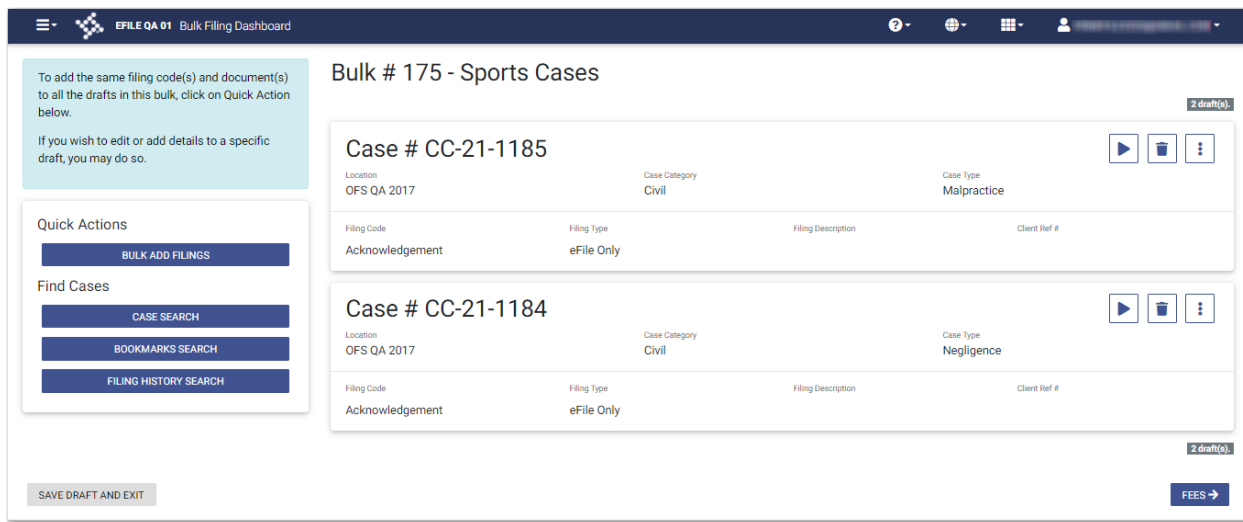 EFILE QA 01 Bulk Filing Dashboard
To add the same filing code(s) and document(s)
to all the drafts in this bulk, click on Quick Action
below.
If you wish to edit or add details to a specific
draft, you may do so.
Quick Actions
BULK ADD FILINGS
Find Cases
CASE SEARCH
BOOKMARKS SEARCH
FILING HISTORY SEARCH
Bulk # 175 - Sports Cases
2 draft(s).
Case # CC-21-1185
Location Case Category Case Type
OFS QA 2017 Civil Malpractice
Filing Code Filing Type Filing Description Client Ref #
Acknowledgement eFile Only
Case # CC-21-1184
Location Case Category Case Type
OFS QA 2017 Civil Negligence
Filing Code Filing Type Filing Description Client Ref #
Acknowledgement eFile Only
2 draft(s).
SAVE DRAFT AND EXIT
FEES